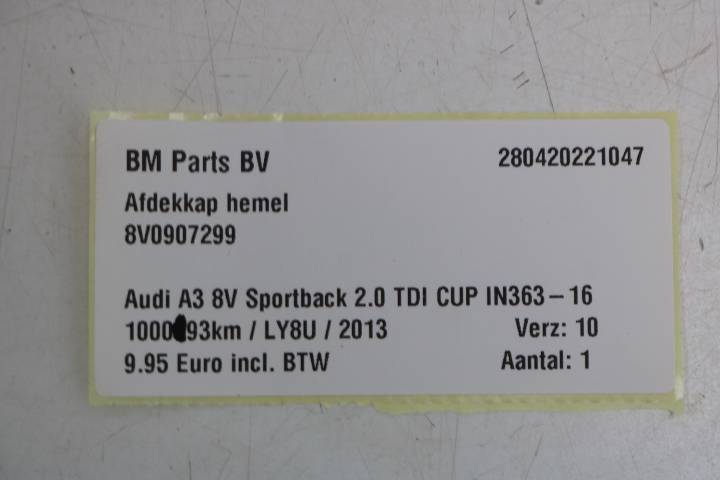 BM Parts BV 280420221047
Afdekkap hemel
8V0907299
Audi A3 8V Sportback 2.0 TDI CUP IN363-16
/ LY8U / 2013 Verz: 10
9.95 Euro incl. BTW Aantal: 1